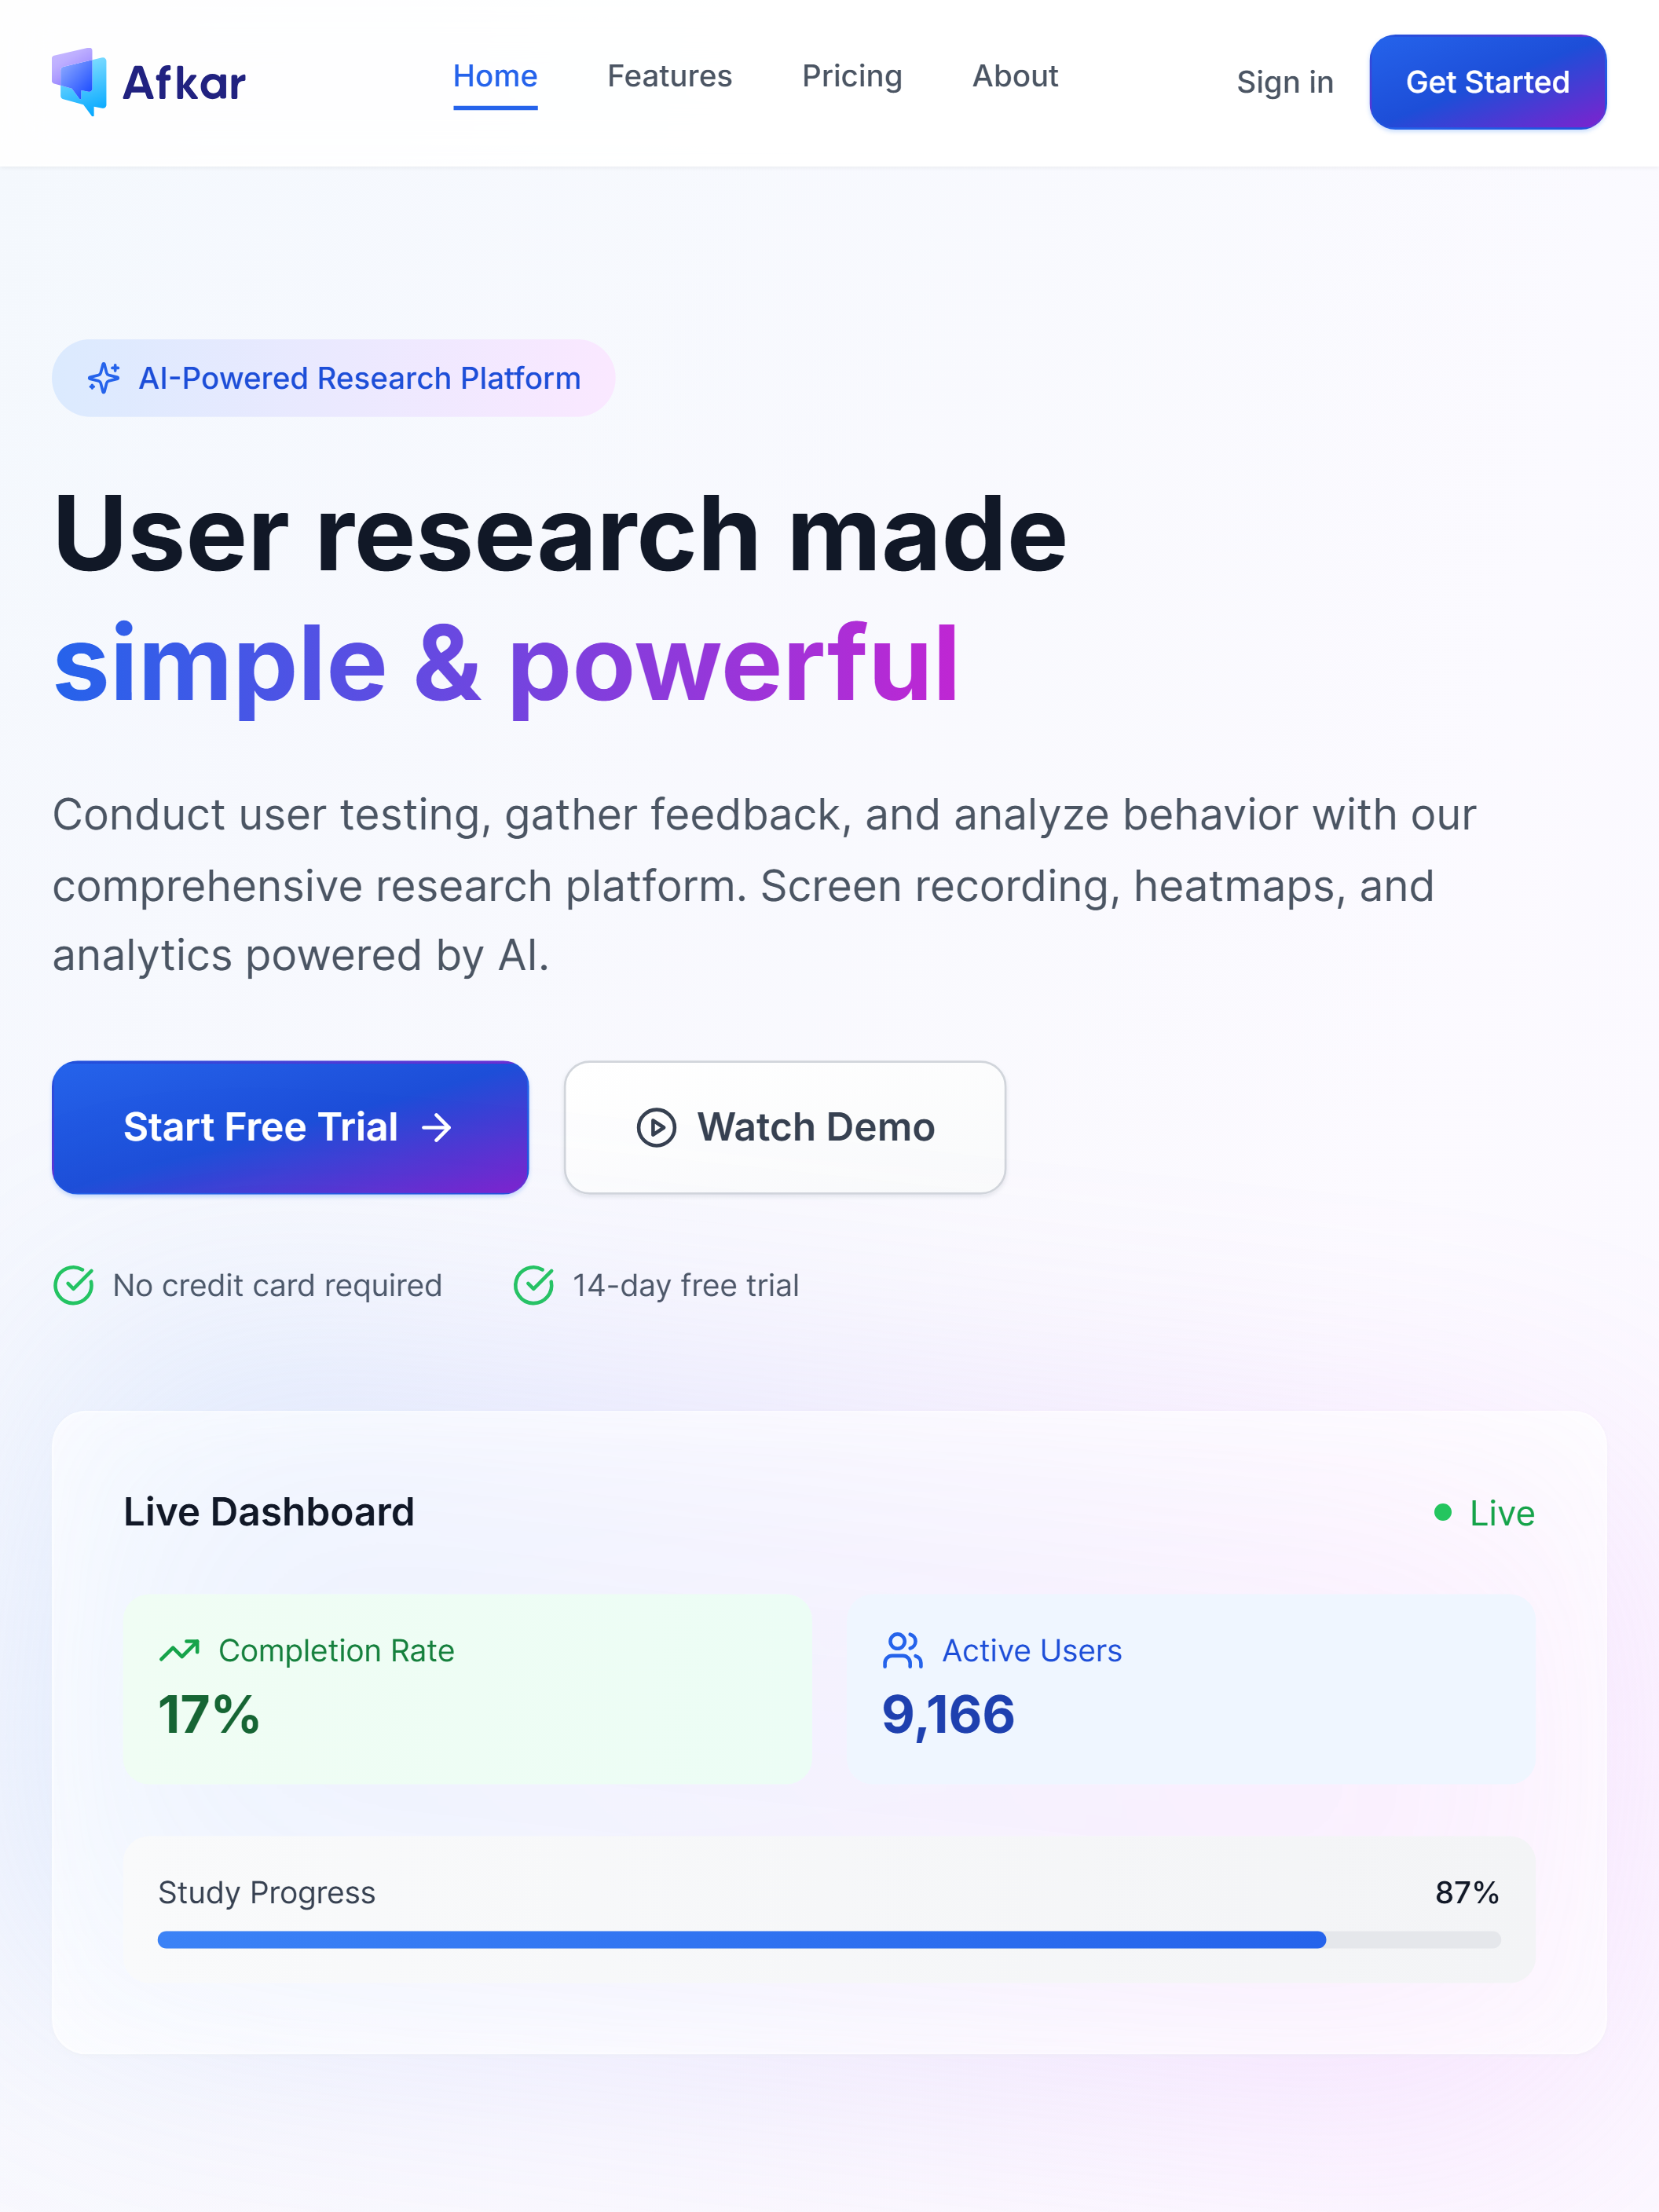 Afkar
Home Features Pricing About Sign in Get Started
AI-Powered Research Platform
User research made
simple & powerful
Conduct user testing, gather feedback, and analyze behavior with our
comprehensive research platform. Screen recording, heatmaps, and
analytics powered by AI.
Start Free Trial
Watch Demo
No credit card required
14-day free trial
Live Dashboard
Live
Completion Rate
17%
Active Users
9,166
Study Progress
87%